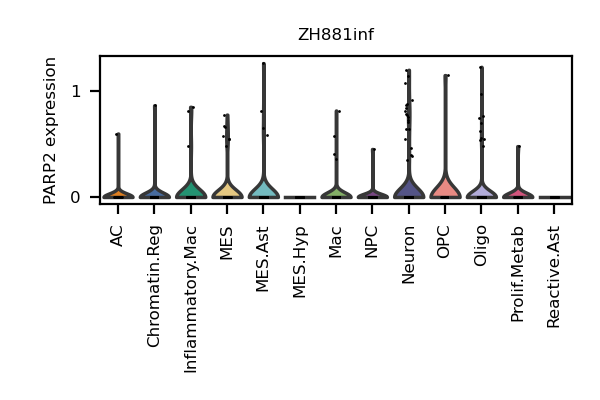 ZH881inf
PARP2 expression
1
0
AC
Chromatin.Reg
Inflammatory.Mac
MES
MES.Ast
MES.Hyp
Mac
NPC
Neuron
OPC
Oligo
Prolif.Metab
Reactive.Ast